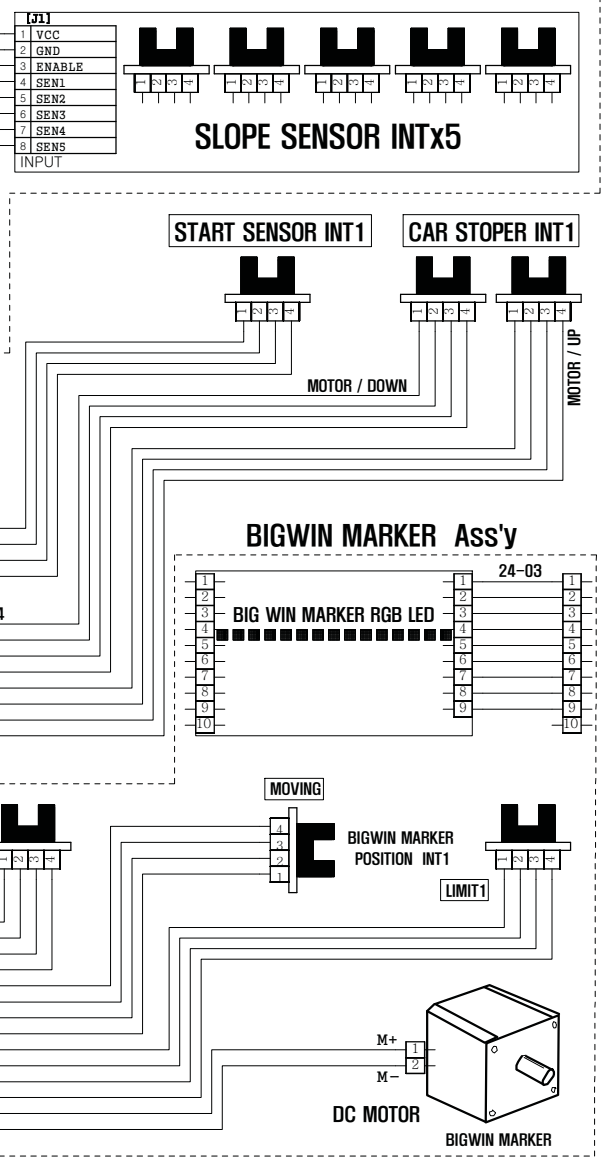 [J1]
1 VCC
2 GND
3 ENABLE
4 SEN1
5 SEN2
6 SEN3
7 SEN4
8 SEN5
INPUT
1 2 3 4
1 2 3 4
1 2 3 4
1 2 3 4
1 2 3 4
SLOPE SENSOR INTx5
START SENSOR INT1
CAR STOPER INT1
1 2 3 4
1 2 3 4
1 2 3 4
MOTOR / DOWN
MOTOR / UP
BIGWIN MARKER Ass'y
24-03
1 2 3 4 5 6 7 8 9 10
BIG WIN MARKER RGB LED
1 2 3 4 5 6 7 8 9
1 2 3 4 5 6 7 8 9 10
4
MOVING
4 3 2 1
BIGWIN MARKER
POSITION INT1
1 2 3 4
1 2 3 4
LIMIT1
M+
1
2
M-
DC MOTOR
BIGWIN MARKER